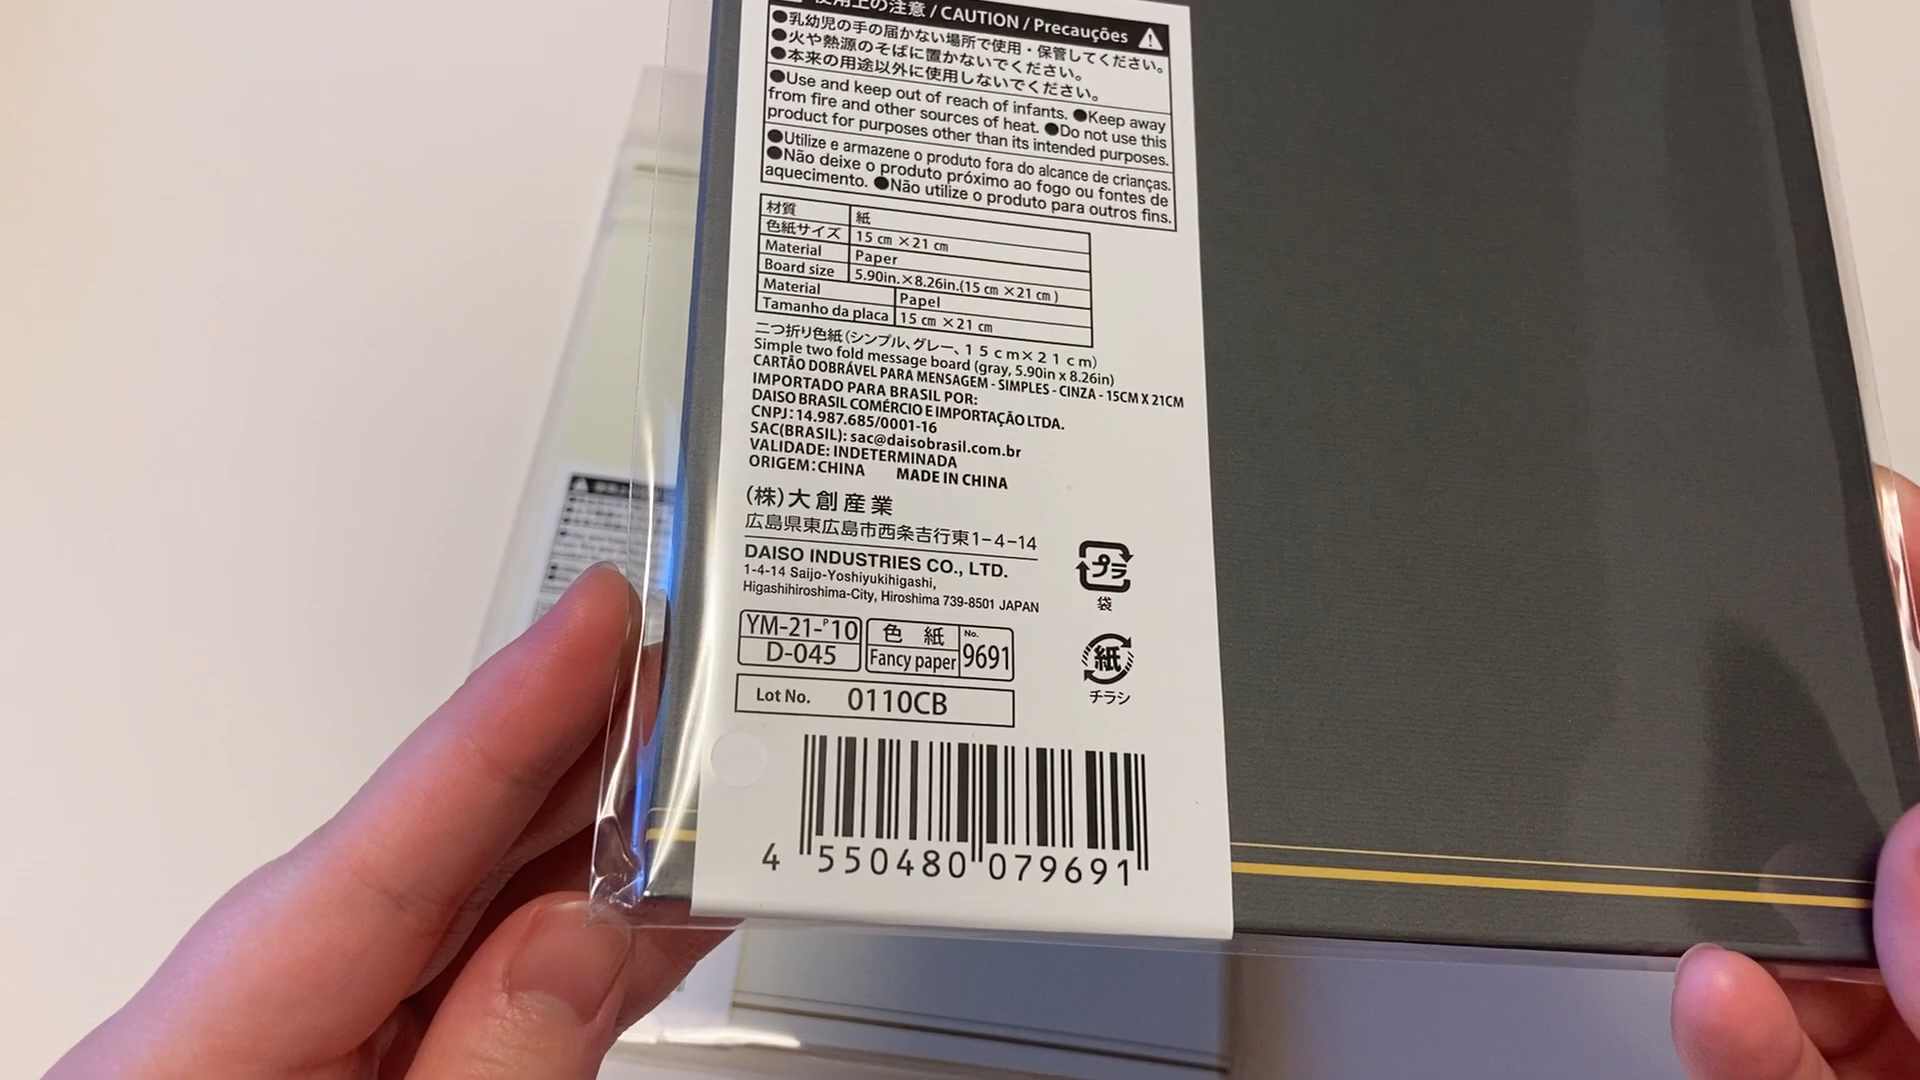 使用上の注意 / CAUTION / Precauções
●乳幼児の手の届かない場所で使用・保管してください。
●火や熱源のそばに置かないでください。
●本来の用途以外に使用しないでください。
●Use and keep out of reach of infants. ●Keep away
from fire and other sources of heat. ●Do not use this
product for purposes other than its intended purposes.
●Utilize e armazene o produto fora do alcance de crianças.
●Não deixe o produto próximo ao fogo ou fontes de
aquecimento. ●Não utilize o produto para outros fins.
材質 紙
色紙サイズ 15㎝×21㎝
Material Paper
Board size 5.90in.×8.26in.(15㎝×21㎝)
Material Papel
Tamanho da placa 15㎝×21㎝
二つ折り色紙(シンプル、グレー、15cm×21cm)
Simple two fold message board (gray, 5.90in x 8.26in)
CARTÃO DOBRÁVEL PARA MENSAGEM - SIMPLES - CINZA - 15CM X 21CM
IMPORTADO PARA BRASIL POR:
DAISO BRASIL COMÉRCIO E IMPORTAÇÃO LTDA.
CNPJ:14.987.685/0001-16
SAC(BRASIL): sac@daisobrasil.com.br
VALIDADE: INDETERMINADA
ORIGEM:CHINA MADE IN CHINA
(株)大創産業
広島県東広島市西条吉行東1-4-14
DAISO INDUSTRIES CO., LTD.
1-4-14 Saijo-Yoshiyukihigashi,
Higashihiroshima-City, Hiroshima 739-8501 JAPAN
プラ
袋
YM-21-P10
D-045
色紙
Fancy paper
No.
9691
紙
チラシ
Lot No. 0110CB
4 550480 079691